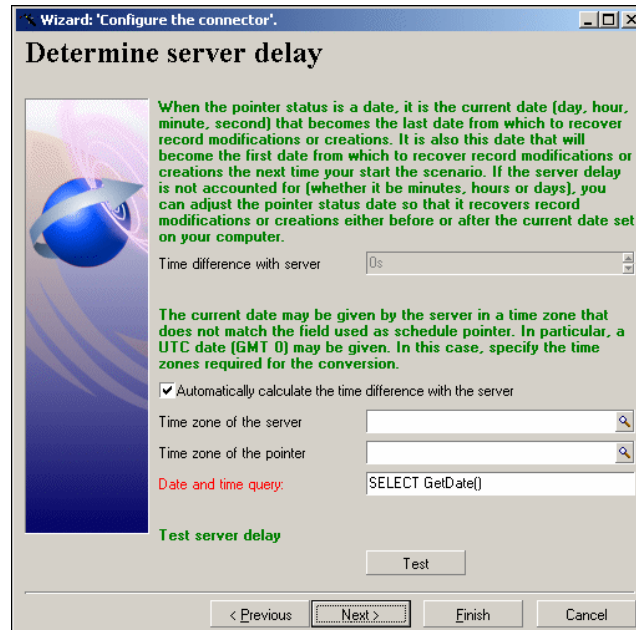 Wizard: 'Configure the connector'.
Determine server delay
When the pointer status is a date, it is the current date (day, hour,
minute, second) that becomes the last date from which to recover
record modifications or creations. It is also this date that will
become the first date from which to recover record modifications or
creations the next time your start the scenario. If the server delay
is not accounted for (whether it be minutes, hours or days), you
can adjust the pointer status date so that it recovers record
modifications or creations either before or after the current date set
on your computer.
Time difference with server
0s
The current date may be given by the server in a time zone that
does not match the field used as schedule pointer. In particular, a
UTC date (GMT 0) may be given. In this case, specify the time
zones required for the conversion.
Automatically calculate the time difference with the server
Time zone of the server
Time zone of the pointer
Date and time query:
SELECT GetDate()
Test server delay
Test
< Previous
Next >
Finish
Cancel